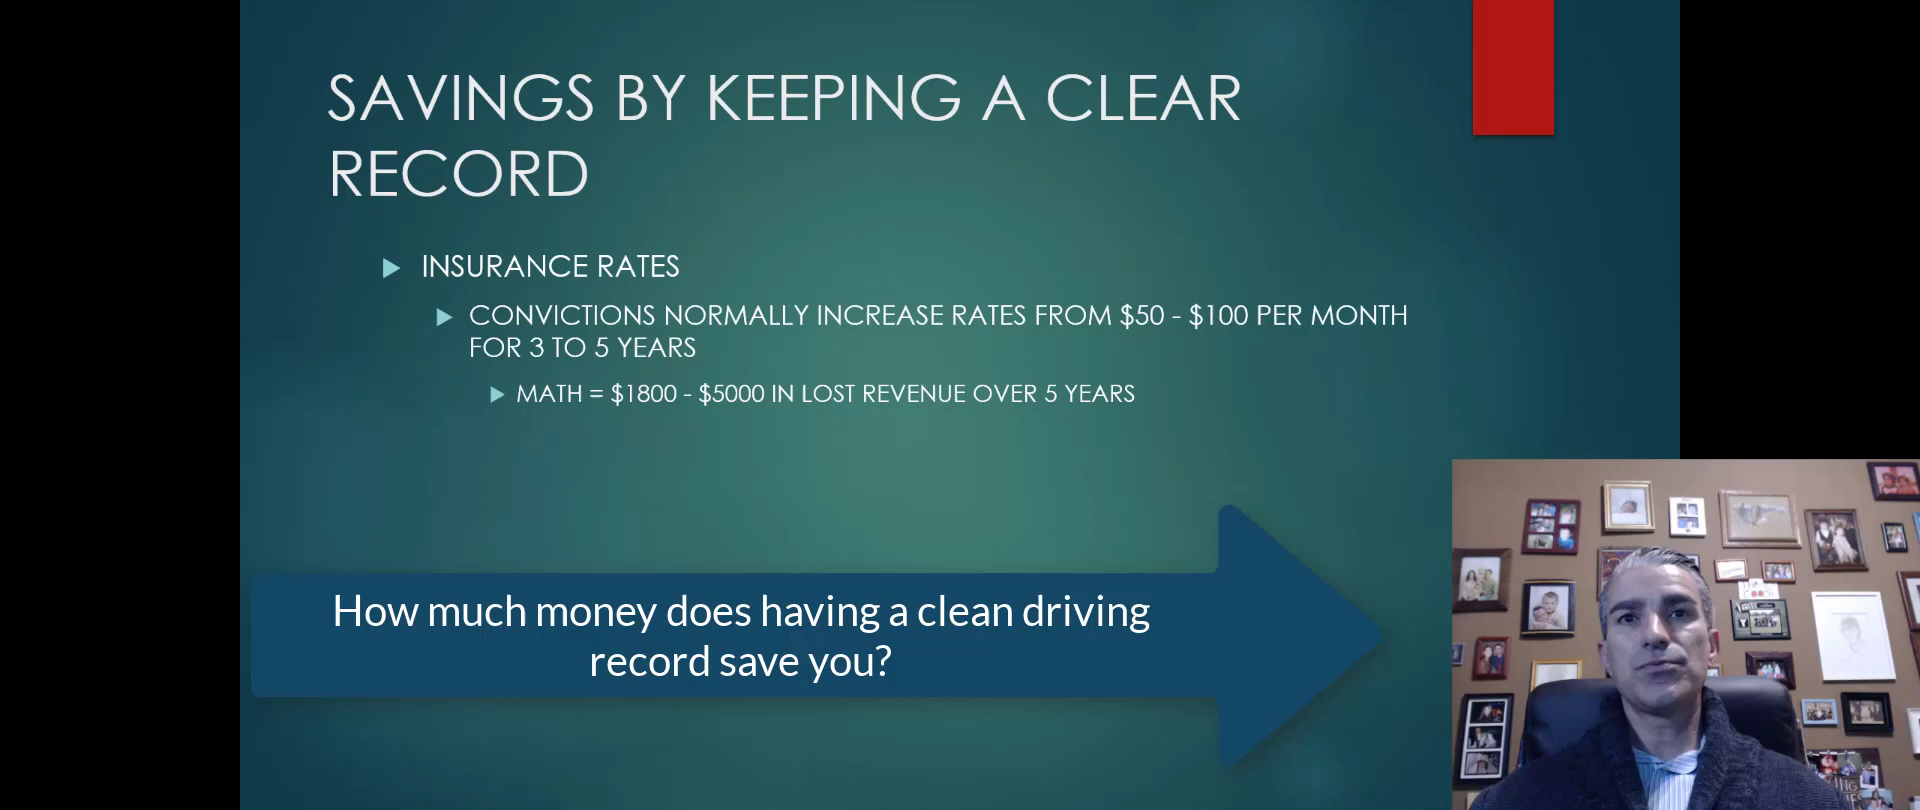 SAVINGS BY KEEPING A CLEAR
RECORD
INSURANCE RATES
CONVICTIONS NORMALLY INCREASE RATES FROM $50 - $100 PER MONTH
FOR 3 TO 5 YEARS
MATH = $1800 - $5000 IN LOST REVENUE OVER 5 YEARS
How much money does having a clean driving
record save you?